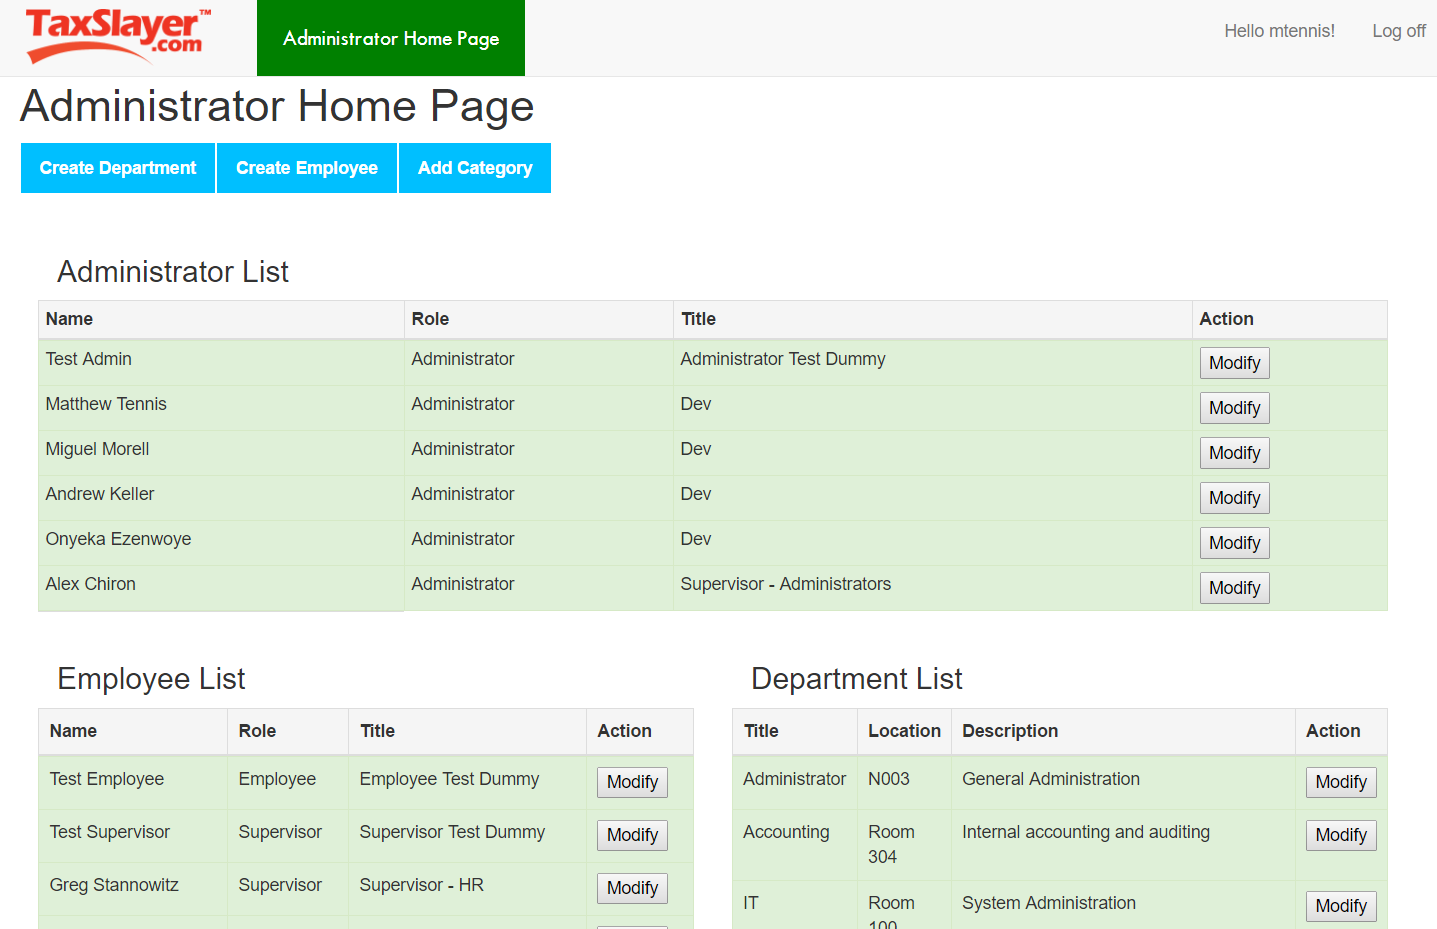 TaxSlayer.com™
Administrator Home Page
Hello mtennis!
Log off
Administrator Home Page
Create Department
Create Employee
Add Category
Administrator List
Name Role Title Action
Test Admin Administrator Administrator Test Dummy Modify
Matthew Tennis Administrator Dev Modify
Miguel Morell Administrator Dev Modify
Andrew Keller Administrator Dev Modify
Onyeka Ezenwoye Administrator Dev Modify
Alex Chiron Administrator Supervisor - Administrators Modify
Employee List
Name Role Title Action
Test Employee Employee Employee Test Dummy Modify
Test Supervisor Supervisor Supervisor Test Dummy Modify
Greg Stannowitz Supervisor Supervisor - HR Modify
Department List
Title Location Description Action
Administrator N003 General Administration Modify
Accounting Room Internal accounting and auditing Modify
304
IT Room System Administration Modify
100